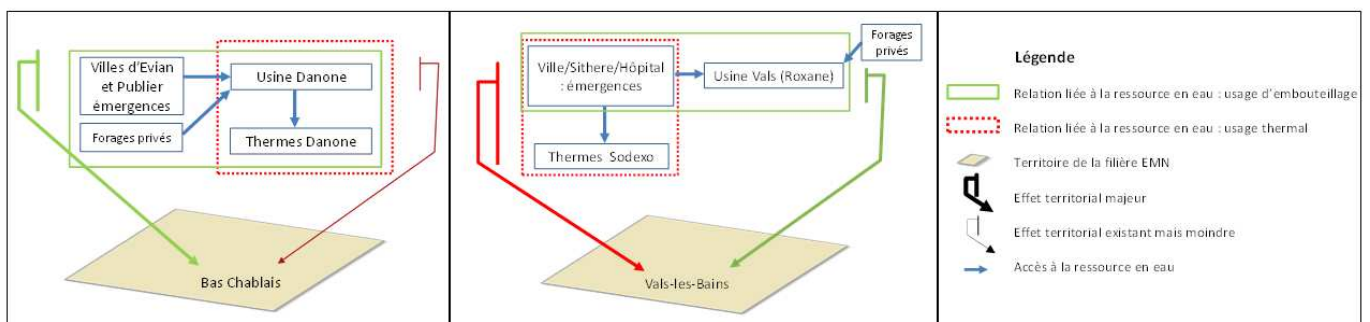 Villes d'Evian
et Publier
émergences
Usine Danone
Forages privés
Thermes Danone
Bas Chablais
Forages
privés
Ville/Sithere/Hôpital
: émergences
Usine Vals (Roxane)
Thermes Sodexo
Vals-les-Bains
Légende
Relation liée à la ressource en eau : usage d'embouteillage
Relation liée à la ressource en eau : usage thermal
Territoire de la filière EMN
Effet territorial majeur
Effet territorial existant mais moindre
Accès à la ressource en eau